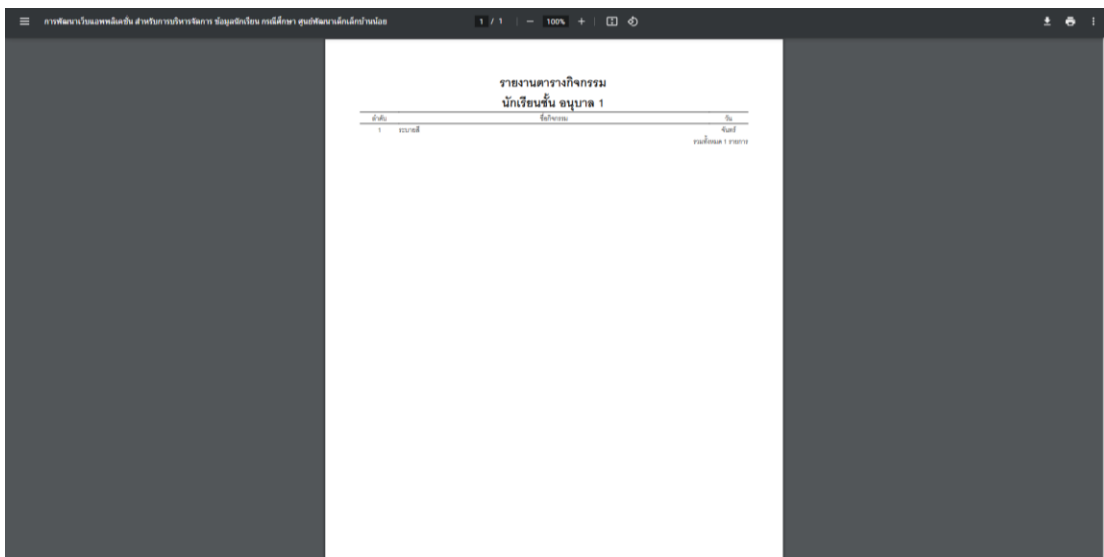 การพัฒนาเว็บแอพพลิเคชั่น สำหรับการบริหารจัดการ ข้อมูลนักเรียน กรณีศึกษา ศูนย์พัฒนาเด็กเล็กบ้านน้อย 1 / 1 100%
รายงานตารางกิจกรรม
นักเรียนชั้น อนุบาล 1
ลำดับ ชื่อกิจกรรม วัน
1 ระบายสี จันทร์
รวมทั้งหมด 1 รายการ